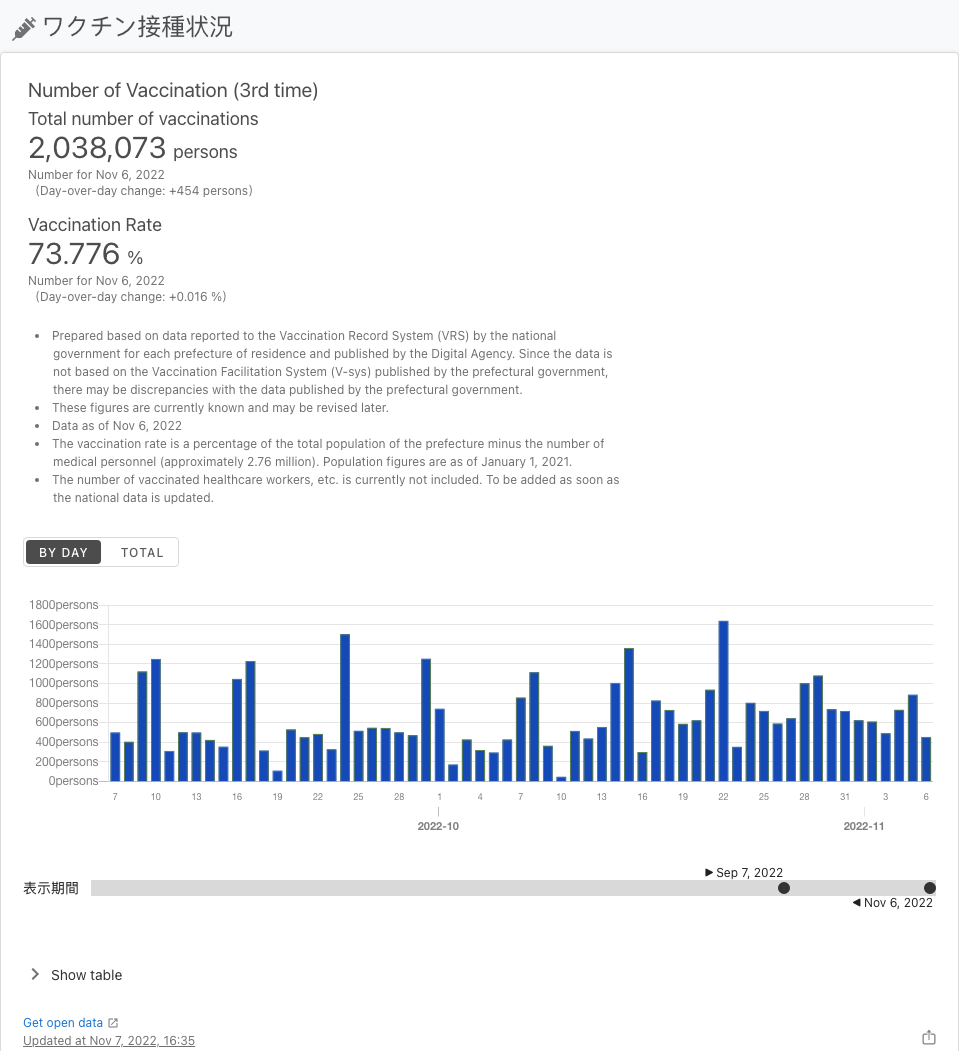 ワクチン接種状況
Number of Vaccination (3rd time)
Total number of vaccinations
2,038,073 persons
Number for Nov 6, 2022
(Day-over-day change: +454 persons)
Vaccination Rate
73.776 %
Number for Nov 6, 2022
(Day-over-day change: +0.016 %)
• Prepared based on data reported to the Vaccination Record System (VRS) by the national
government for each prefecture of residence and published by the Digital Agency. Since the data is
not based on the Vaccination Facilitation System (V-sys) published by the prefectural government,
there may be discrepancies with the data published by the prefectural government.
• These figures are currently known and may be revised later.
• Data as of Nov 6, 2022
• The vaccination rate is a percentage of the total population of the prefecture minus the number of
medical personnel (approximately 2.76 million). Population figures are as of January 1, 2021.
• The number of vaccinated healthcare workers, etc. is currently not included. To be added as soon as
the national data is updated.
BY DAY TOTAL
1800persons
1600persons
1400persons
1200persons
1000persons
800persons
600persons
400persons
200persons
0persons
7 10 13 16 19 22 25 28 1 4 7 10 13 16 19 22 25 28 31 3 6
2022-10 2022-11
▶ Sep 7, 2022
表示期間
◀ Nov 6, 2022
Show table
Get open data
Updated at Nov 7, 2022, 16:35